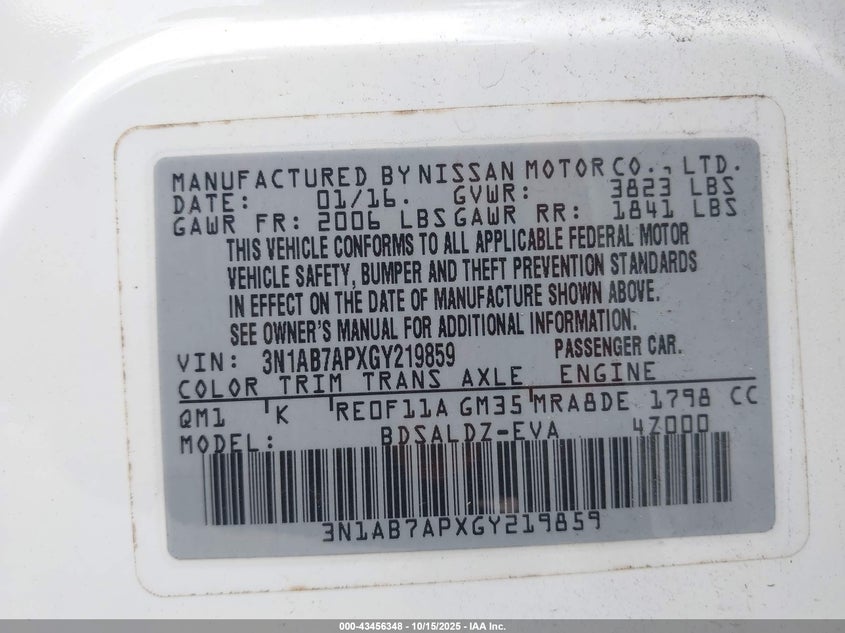 MANUFACTURED BY NISSAN MOTOR CO., LTD.
DATE: 01/16. GVWR: 3823 LBS
GAWR FR: 2006 LBS GAWR RR: 1841 LBS
THIS VEHICLE CONFORMS TO ALL APPLICABLE FEDERAL MOTOR
VEHICLE SAFETY, BUMPER AND THEFT PREVENTION STANDARDS
IN EFFECT ON THE DATE OF MANUFACTURE SHOWN ABOVE.
SEE OWNER'S MANUAL FOR ADDITIONAL INFORMATION.
VIN: 3N1AB7APXGY219859 PASSENGER CAR.
COLOR TRIM TRANS AXLE ENGINE
QM1 K RE0F11A GM35 MRA8DE 1798 CC
MODEL: BDSALDZ-EVA 4Z000
3N1AB7APXGY219859
000-43456348 - 10/15/2025 - IAA Inc.